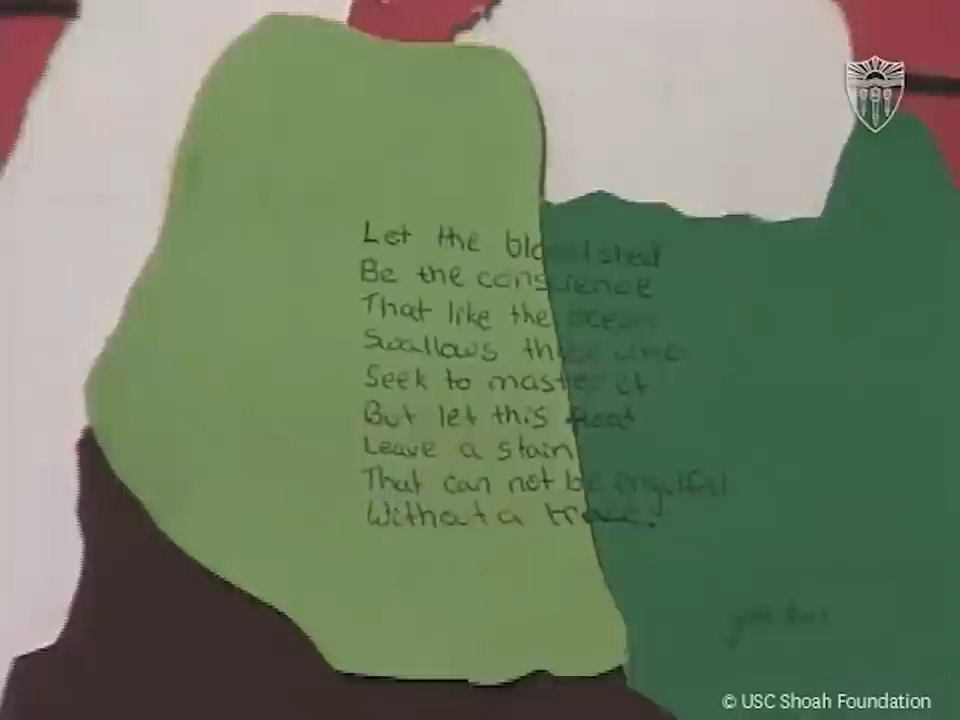 Let the bloodshed
Be the conscience
That like the ocean
Swallows those who
Seek to master it
But let this float
Leave a stain
That can not be engulfed
Without a trace.
© USC Shoah Foundation